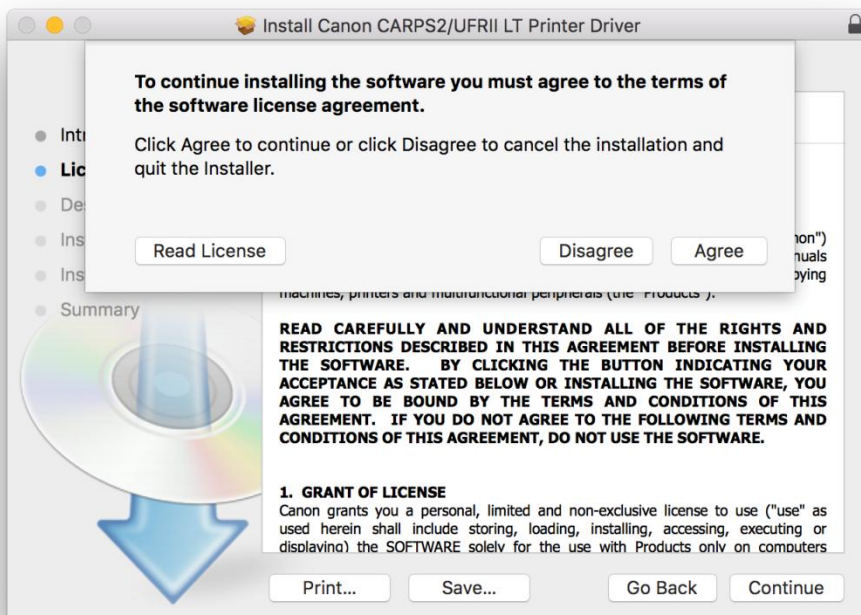 Install Canon CARPS2/UFRII LT Printer Driver
To continue installing the software you must agree to the terms of
the software license agreement.
Click Agree to continue or click Disagree to cancel the installation and
quit the Installer.
Read License
Disagree
Agree
Summary
machines, printers and multifunctional peripherals (the "Products").
READ CAREFULLY AND UNDERSTAND ALL OF THE RIGHTS AND
RESTRICTIONS DESCRIBED IN THIS AGREEMENT BEFORE INSTALLING
THE SOFTWARE. BY CLICKING THE BUTTON INDICATING YOUR
ACCEPTANCE AS STATED BELOW OR INSTALLING THE SOFTWARE, YOU
AGREE TO BE BOUND BY THE TERMS AND CONDITIONS OF THIS
AGREEMENT. IF YOU DO NOT AGREE TO THE FOLLOWING TERMS AND
CONDITIONS OF THIS AGREEMENT, DO NOT USE THE SOFTWARE.
1. GRANT OF LICENSE
Canon grants you a personal, limited and non-exclusive license to use ("use" as
used herein shall include storing, loading, installing, accessing, executing or
displaying) the SOFTWARE solely for the use with Products only on computers
Print...
Save...
Go Back
Continue